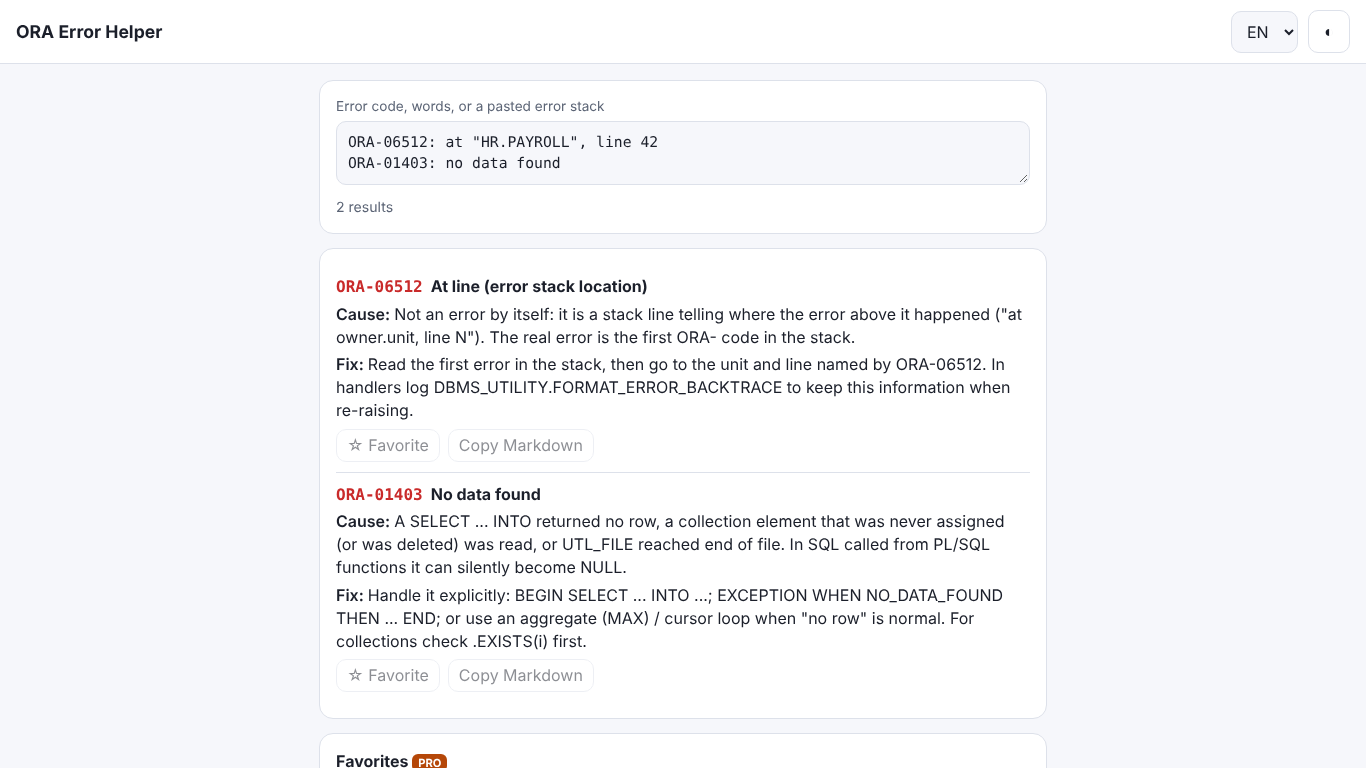 ORA Error Helper
EN
Error code, words, or a pasted error stack
ORA-06512: at "HR.PAYROLL", line 42
ORA-01403: no data found
2 results
ORA-06512 At line (error stack location)
Cause: Not an error by itself: it is a stack line telling where the error above it happened ("at
owner.unit, line N"). The real error is the first ORA- code in the stack.
Fix: Read the first error in the stack, then go to the unit and line named by ORA-06512. In
handlers log DBMS_UTILITY.FORMAT_ERROR_BACKTRACE to keep this information when
re-raising.
☆ Favorite Copy Markdown
ORA-01403 No data found
Cause: A SELECT ... INTO returned no row, a collection element that was never assigned
(or was deleted) was read, or UTL_FILE reached end of file. In SQL called from PL/SQL
functions it can silently become NULL.
Fix: Handle it explicitly: BEGIN SELECT ... INTO ...; EXCEPTION WHEN NO_DATA_FOUND
THEN ... END; or use an aggregate (MAX) / cursor loop when "no row" is normal. For
collections check .EXISTS(i) first.
☆ Favorite Copy Markdown
Favorites PRO